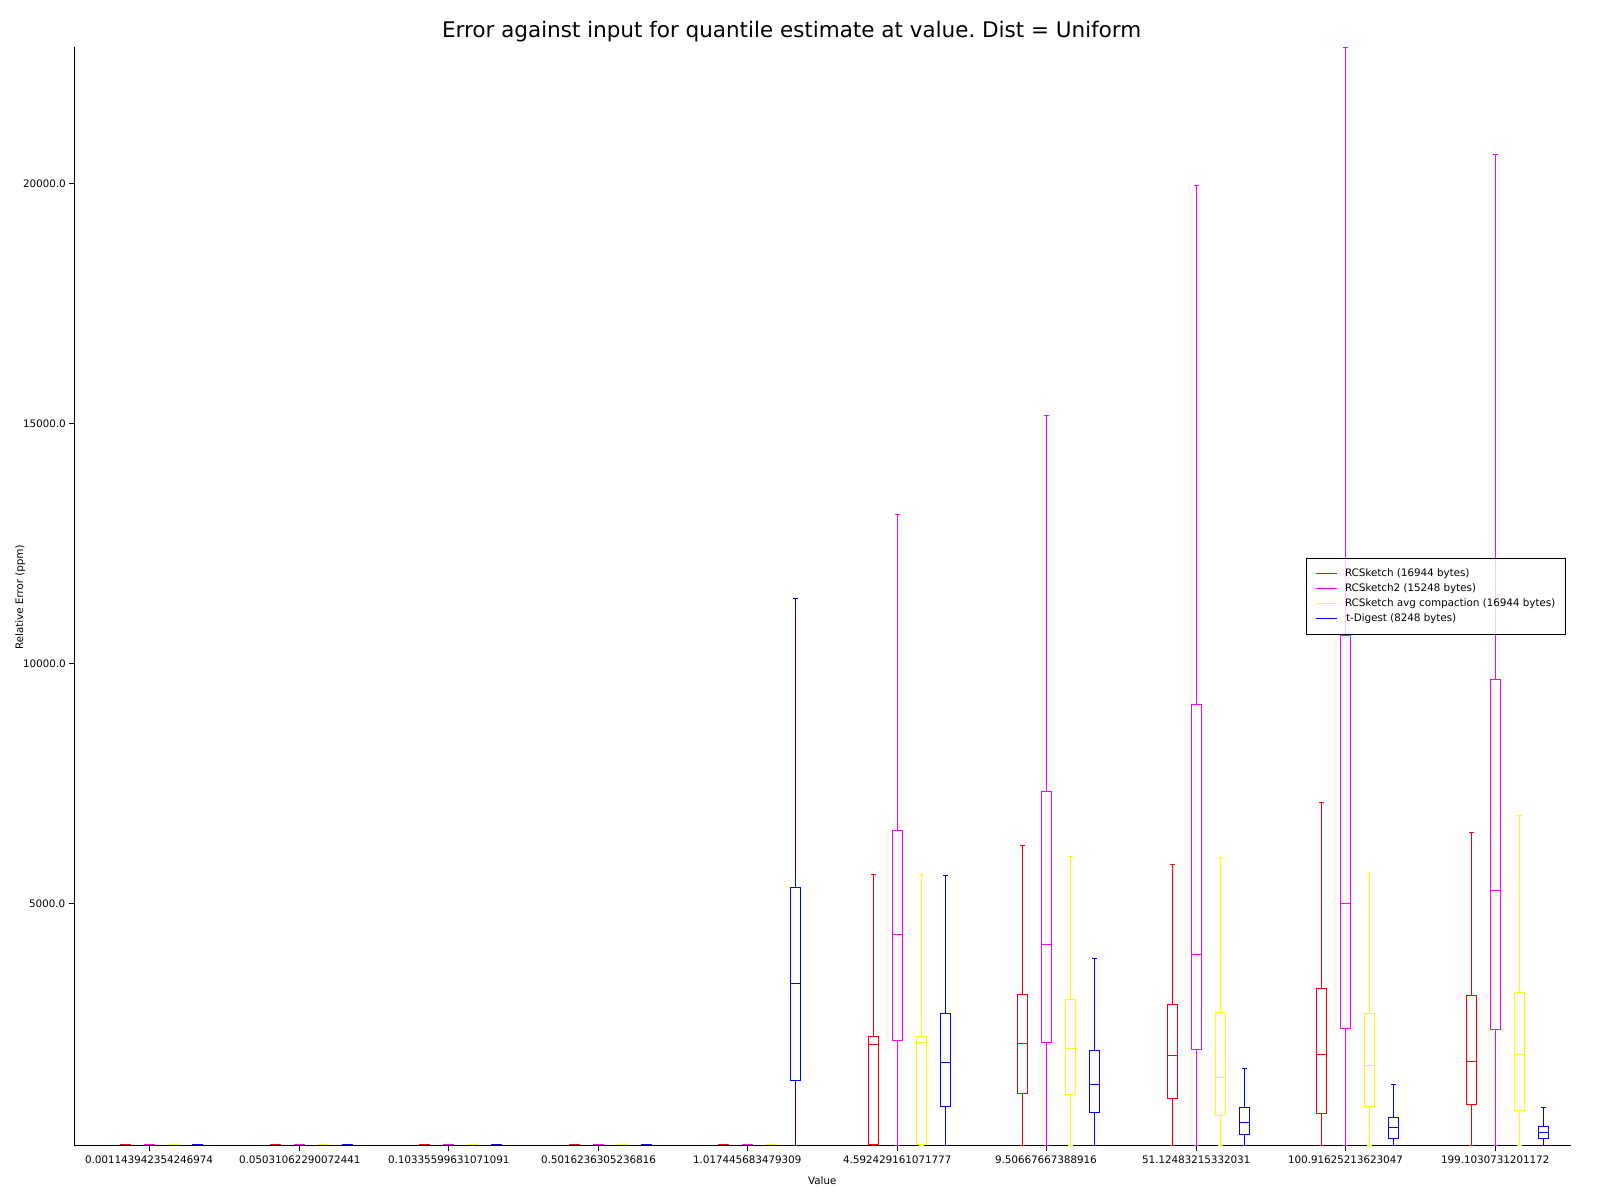 Error against input for quantile estimate at value. Dist = Uniform
20000.0
15000.0
10000.0
5000.0
Relative Error (ppm)
RCSketch (16944 bytes)
RCSketch2 (15248 bytes)
RCSketch avg compaction (16944 bytes)
t-Digest (8248 bytes)
0.001143942354246974 0.05031062290072441 0.10335599631071091 0.5016236305236816 1.017445683479309 4.592429161071777 9.50667667388916 51.12483215332031 100.91625213623047 199.1030731201172
Value